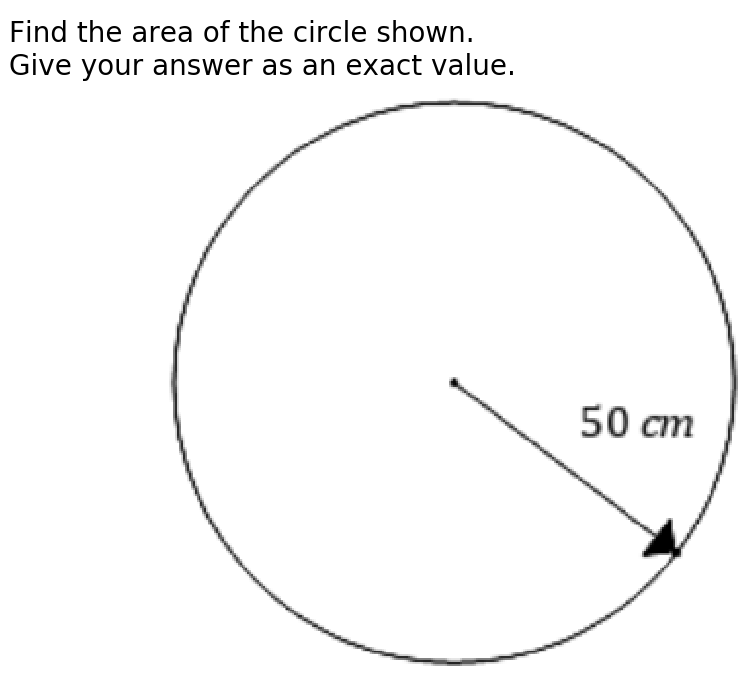 Find the area of the circle shown.
Give your answer as an exact value.
50 cm